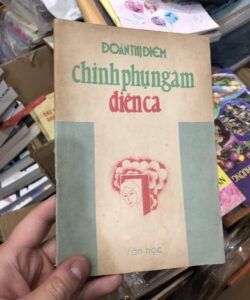 ĐOÀN THỊ ĐIỂM
chinh phụ ngâm
diễn ca
Văn học